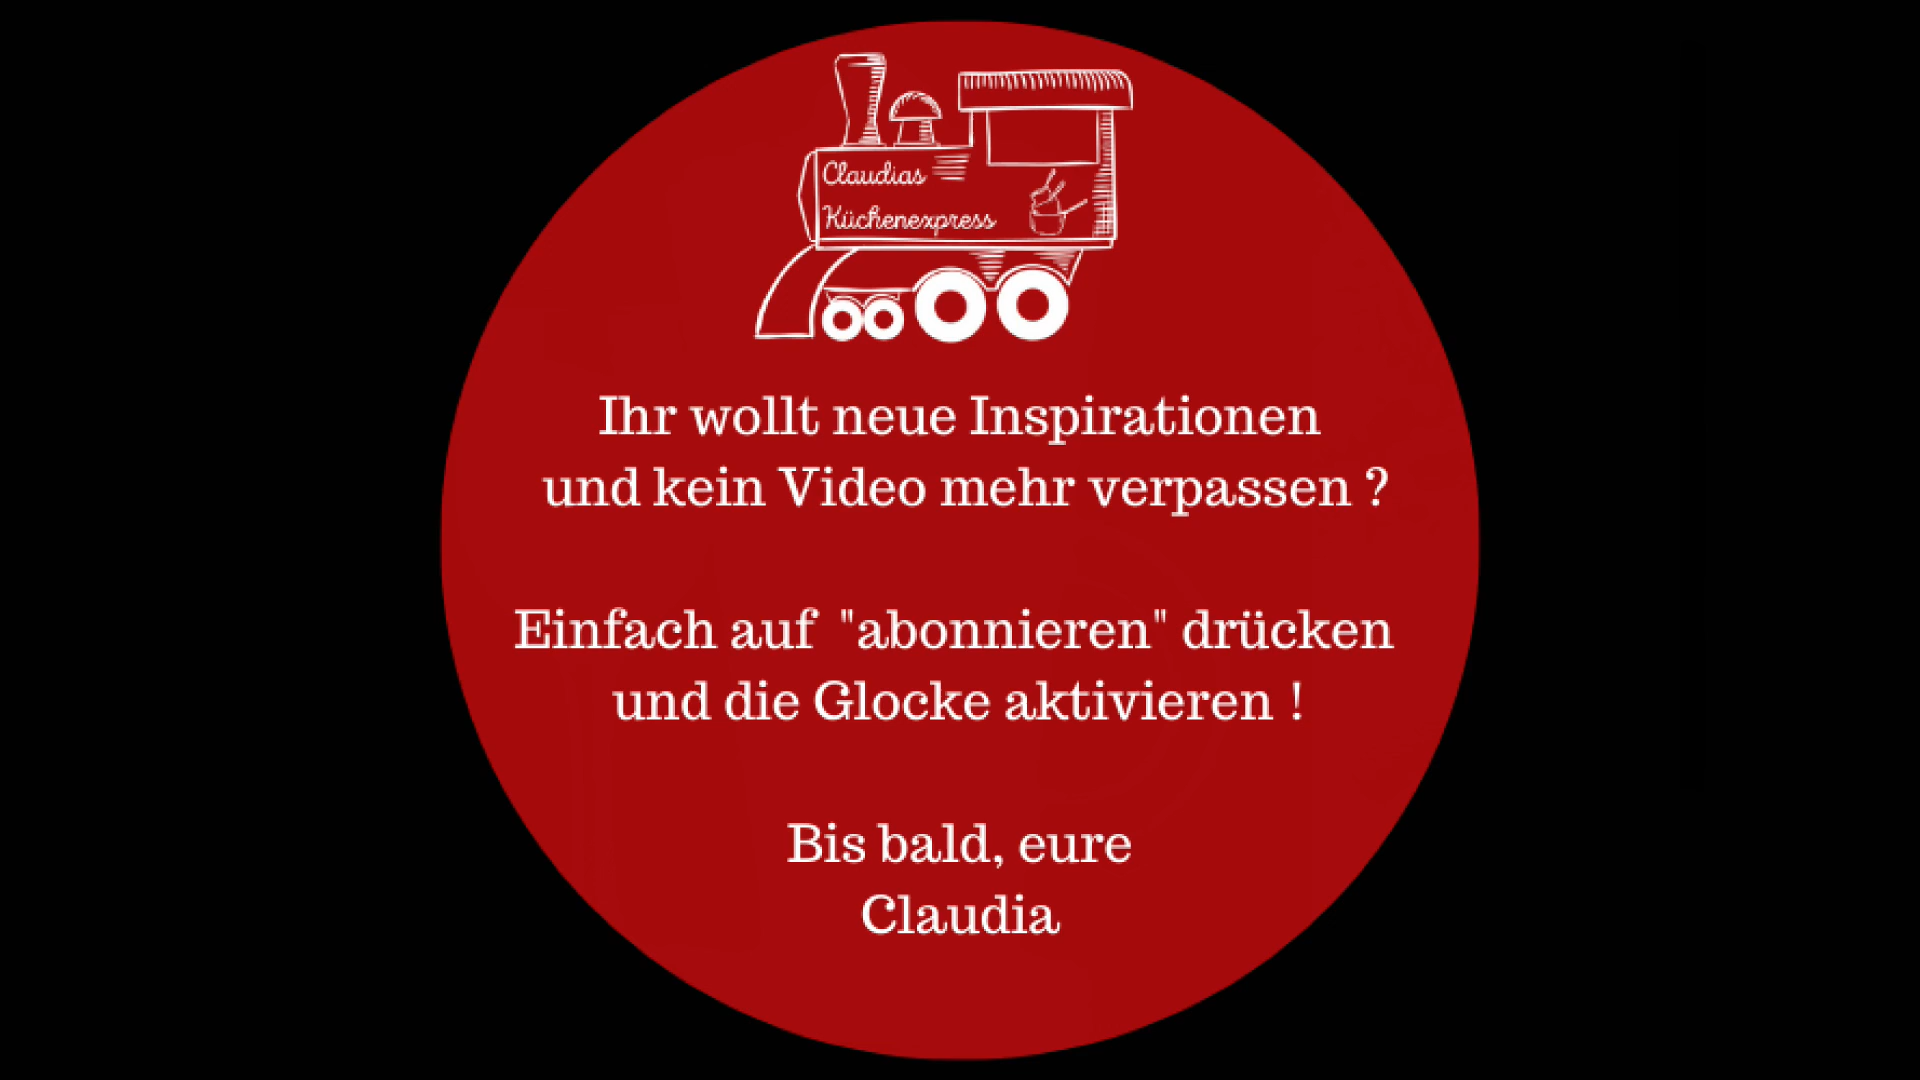 Claudias
Küchenexpress
Ihr wollt neue Inspirationen
und kein Video mehr verpassen ?
Einfach auf "abonnieren" drücken
und die Glocke aktivieren !
Bis bald, eure
Claudia